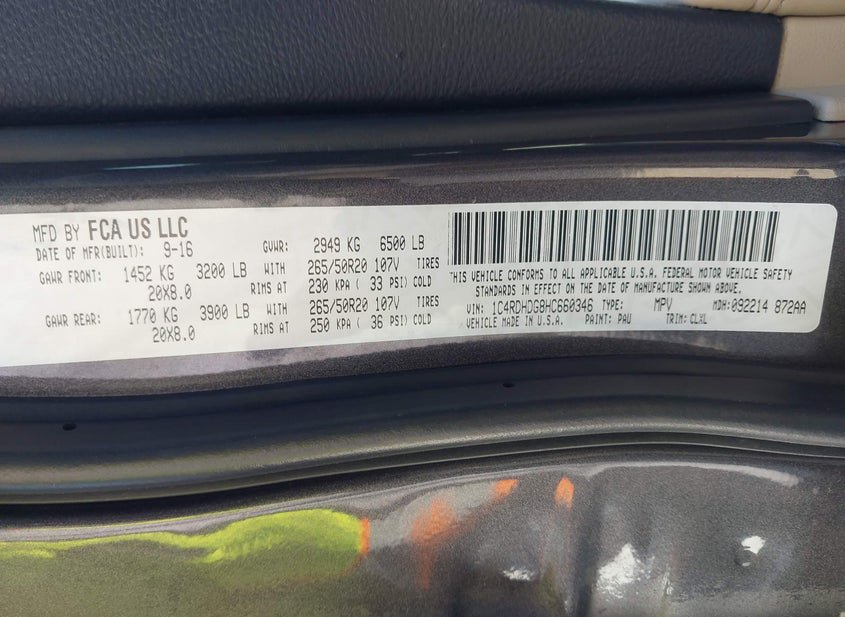 MFD BY FCA US LLC
DATE OF MFR(BUILT): 9-16 GVWR: 2949 KG 6500 LB
GAWR FRONT: 1452 KG 3200 LB WITH 265/50R20 107V TIRES
20X8.0 RIMS AT 230 KPA ( 33 PSI) COLD
GAWR REAR: 1770 KG 3900 LB WITH 265/50R20 107V TIRES
20X8.0 RIMS AT 250 KPA ( 36 PSI) COLD
THIS VEHICLE CONFORMS TO ALL APPLICABLE U.S.A. FEDERAL MOTOR VEHICLE SAFETY
STANDARDS IN EFFECT ON THE DATE OF MANUFACTURE SHOWN ABOVE.
VIN: 1C4RDHDG8HC660346 TYPE: MPV MDH: 092214 872AA
VEHICLE MADE IN U.S.A. PAINT: PAU TRIM: CLXL